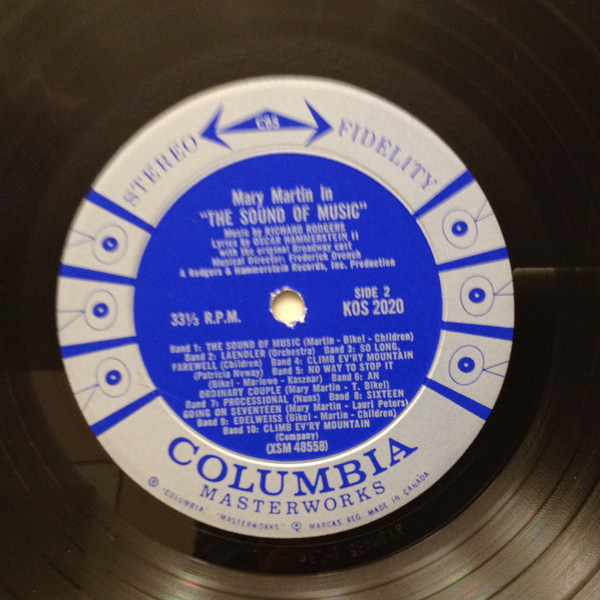 STEREO CBS FIDELITY
Mary Martin in
"THE SOUND OF MUSIC"
Music by RICHARD RODGERS
Lyrics by OSCAR HAMMERSTEIN II
with the original Broadway cast
Musical Director: Frederick Dvonch
A Rodgers & Hammerstein Records, Inc. Production
33⅓ R.P.M.
SIDE 2
KOS 2020
Band 1: THE SOUND OF MUSIC (Martin - Bikel - Children)
Band 2: LAENDLER (Orchestra) Band 3: SO LONG,
FAREWELL (Children) Band 4: CLIMB EV'RY MOUNTAIN
(Patricia Neway) Band 5: NO WAY TO STOP IT
(Bikel - Marlowe - Kasznar) Band 6: AN
ORDINARY COUPLE (Mary Martin - T. Bikel)
Band 7: PROCESSIONAL (Nuns) Band 8: SIXTEEN
GOING ON SEVENTEEN (Mary Martin - Lauri Peters)
Band 9: EDELWEISS (Bikel - Martin - Children)
Band 10: CLIMB EV'RY MOUNTAIN
(Company)
(XSM 48558)
COLUMBIA
MASTERWORKS
"COLUMBIA" "MASTERWORKS" MARCAS REG. MADE IN CANADA